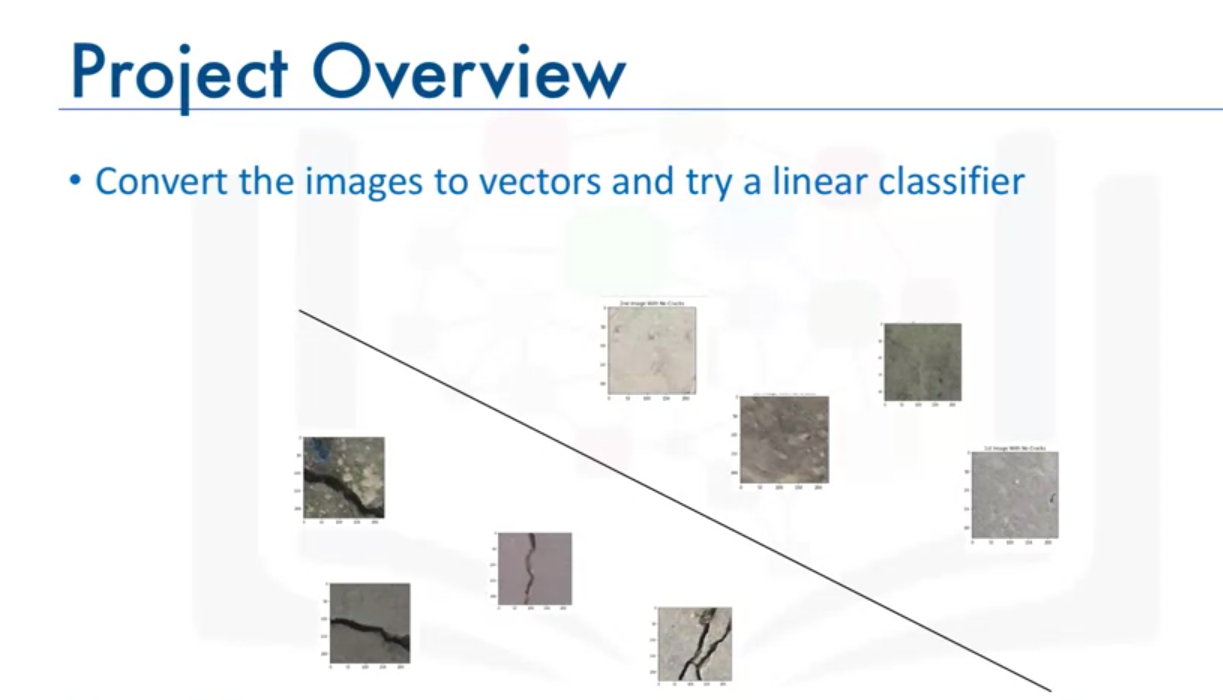 Project Overview
• Convert the images to vectors and try a linear classifier
2nd Image With No Cracks
1st Image With No Cracks